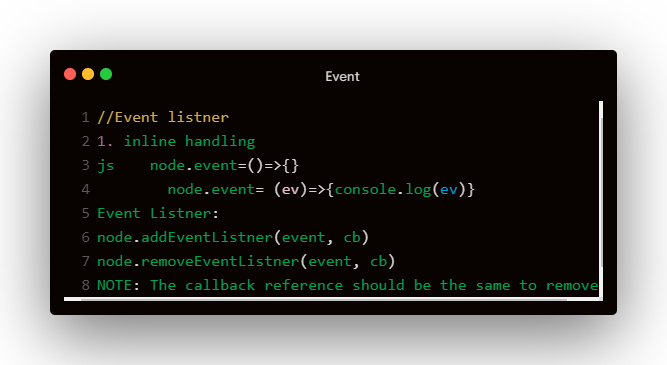 Event
1 //Event listner
2 1. inline handling
3 js    node.event=()=>{}
4         node.event= (ev)=>{console.log(ev)}
5 Event Listner:
6 node.addEventListner(event, cb)
7 node.removeEventListner(event, cb)
8 NOTE: The callback reference should be the same to remove